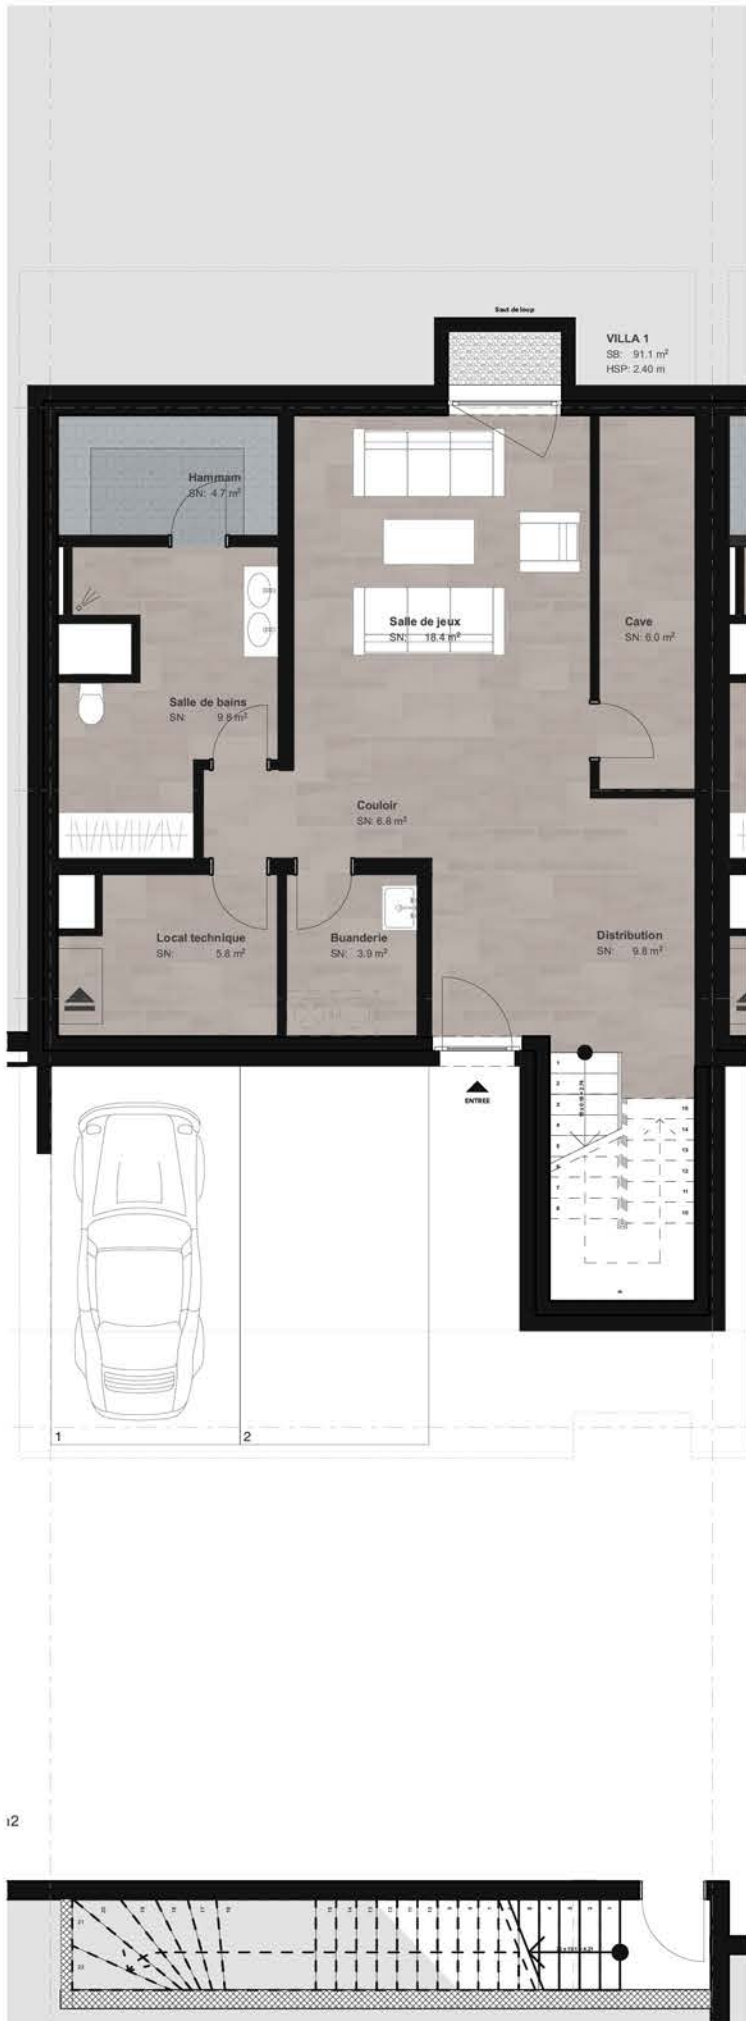 Saut de loup
VILLA 1
SB: 91.1 m²
HSP: 2.40 m
Hammam
SN: 4.7 m²
Salle de jeux
SN: 18.4 m²
Cave
SN: 6.0 m²
Salle de bains
SN: 9.8 m²
Couloir
SN: 6.8 m²
Local technique
SN: 5.8 m²
Buanderie
SN: 3.9 m²
Distribution
SN: 9.8 m²
ENTREE
1
2